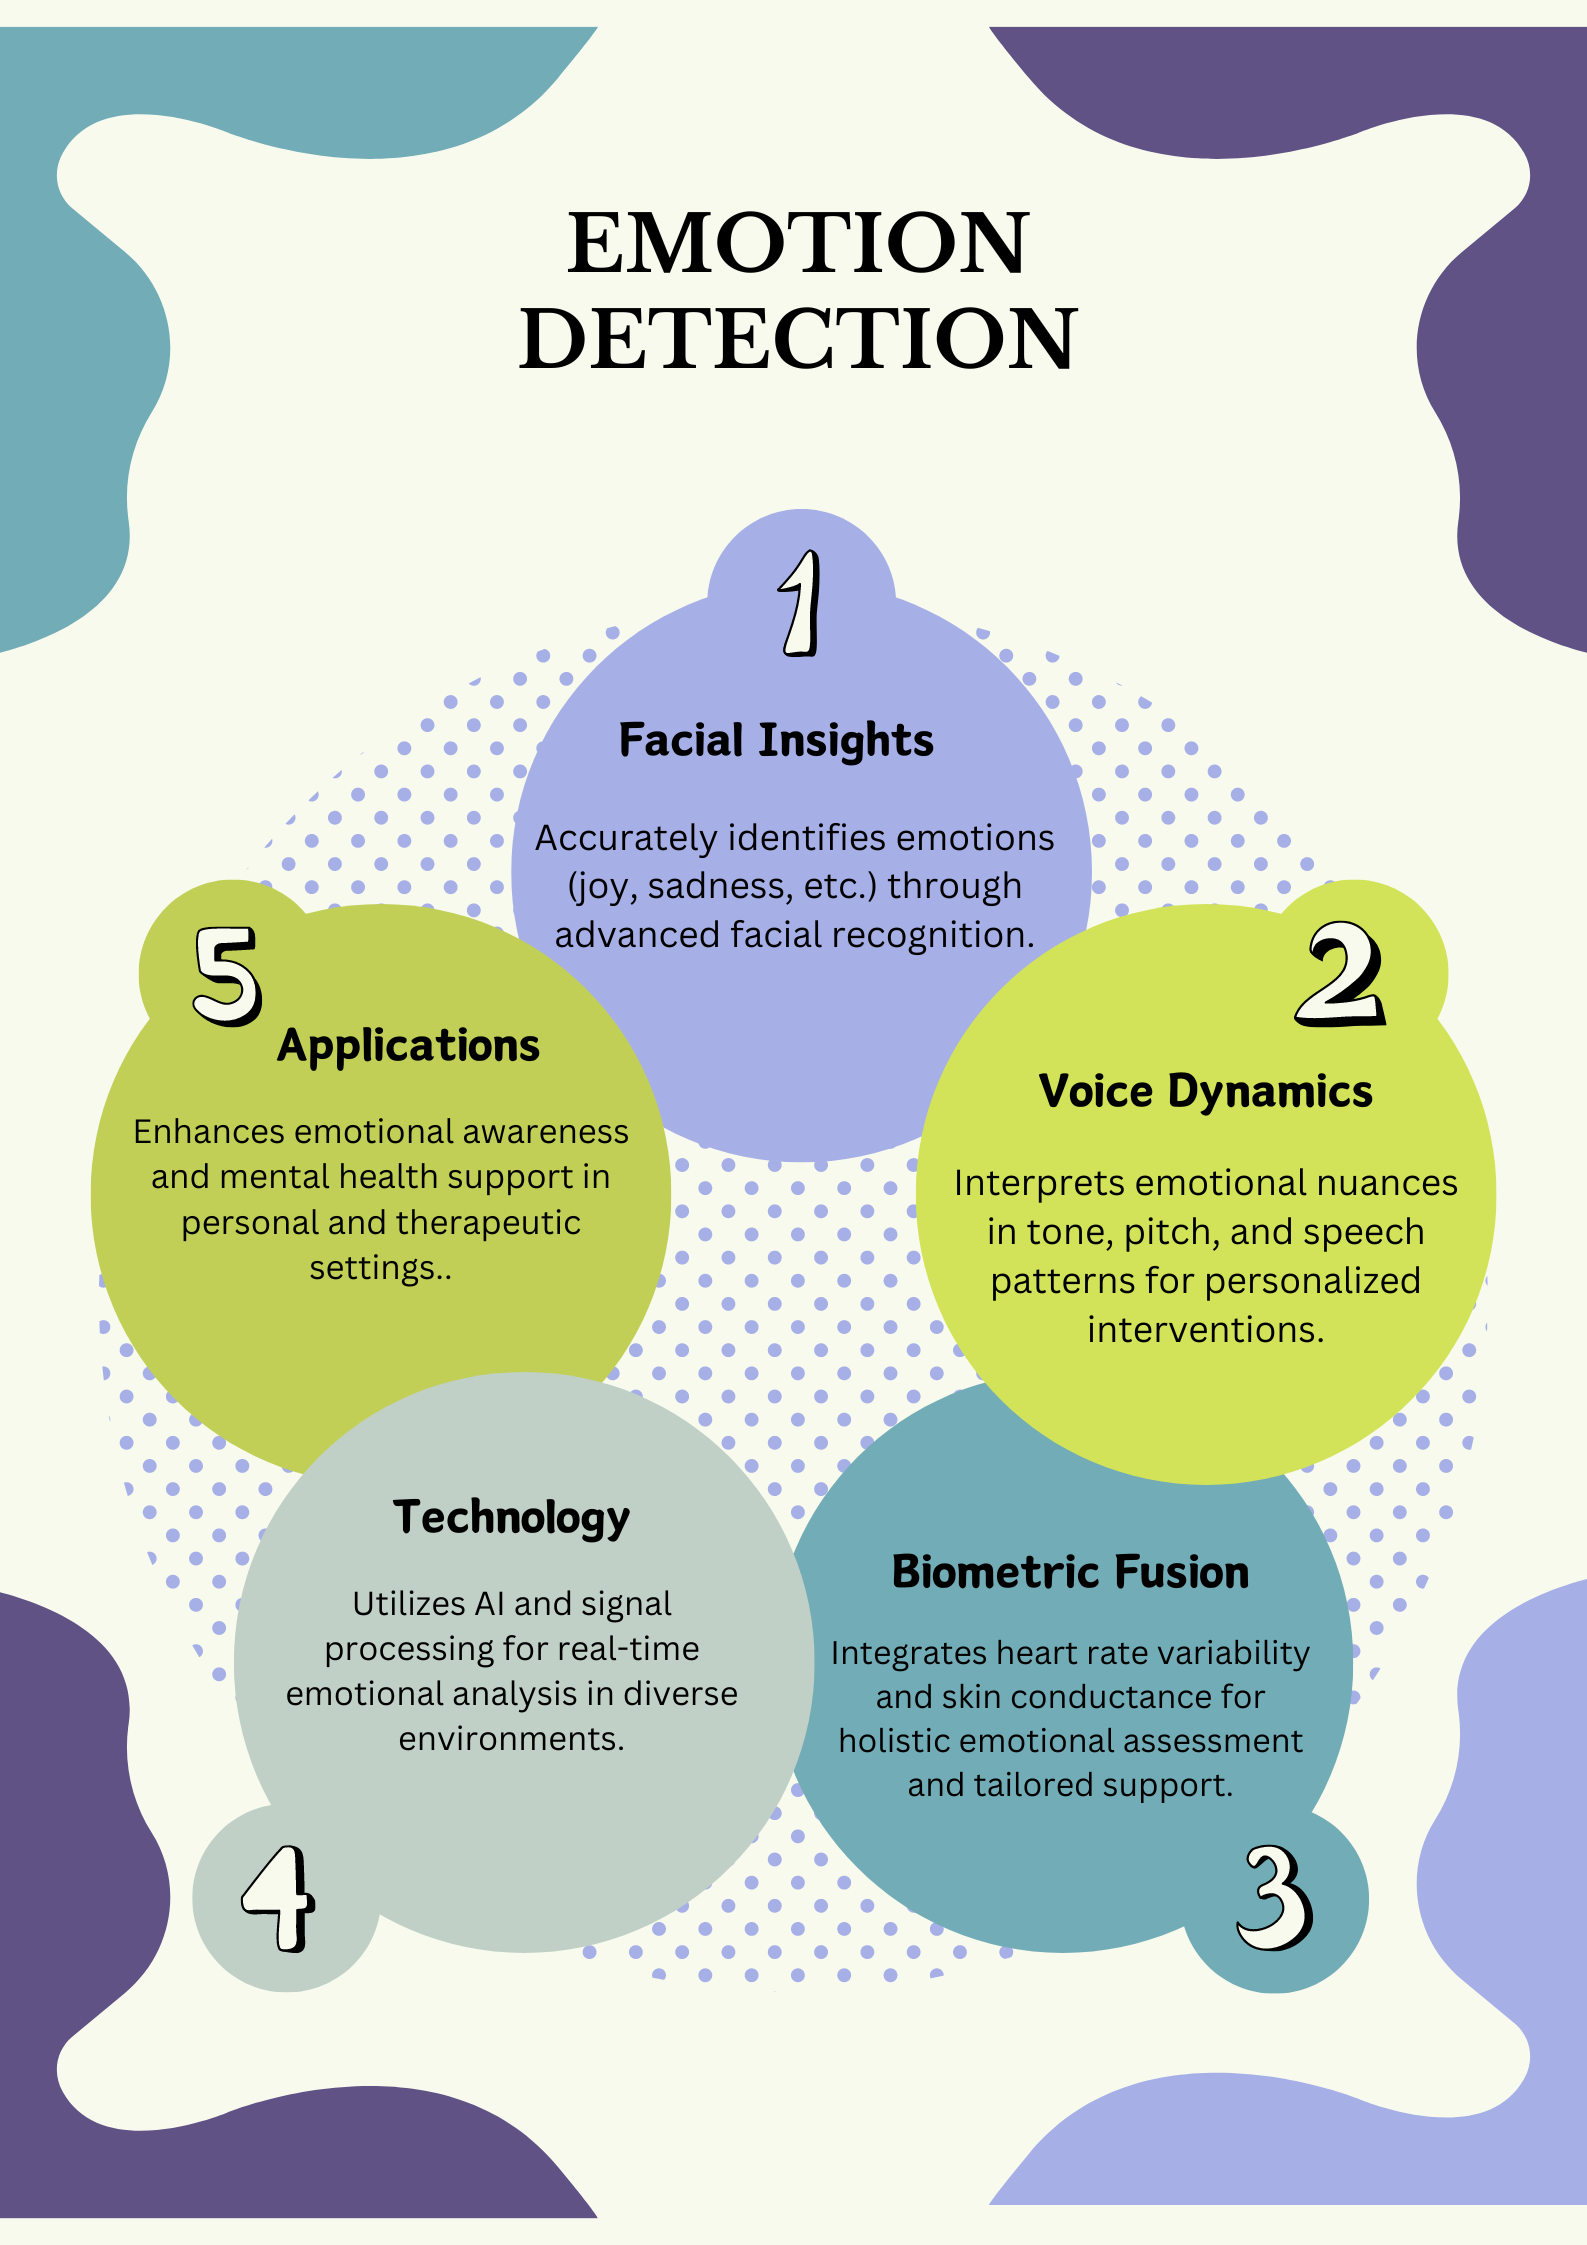 EMOTION
DETECTION
1
Facial Insights
Accurately identifies emotions
(joy, sadness, etc.) through
advanced facial recognition.
2
Voice Dynamics
Interprets emotional nuances
in tone, pitch, and speech
patterns for personalized
interventions.
3
Biometric Fusion
Integrates heart rate variability
and skin conductance for
holistic emotional assessment
and tailored support.
4
Technology
Utilizes AI and signal
processing for real-time
emotional analysis in diverse
environments.
5
Applications
Enhances emotional awareness
and mental health support in
personal and therapeutic
settings..